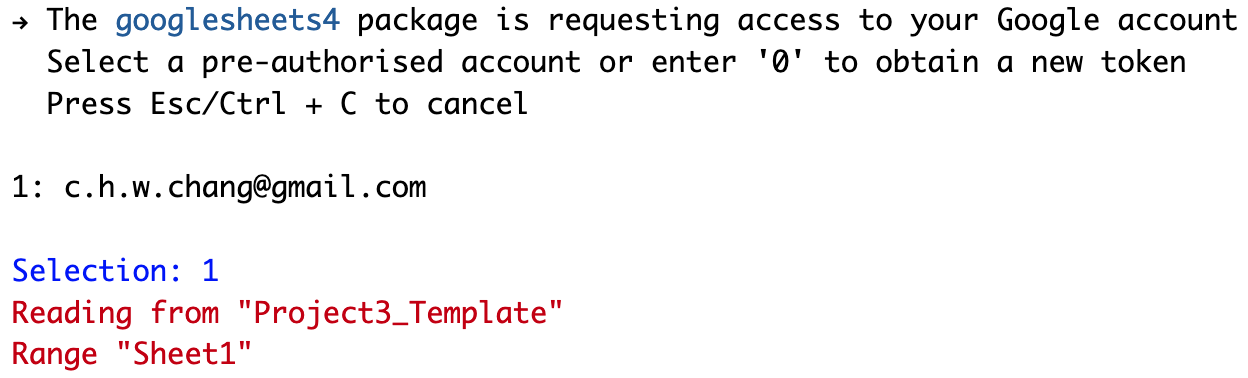 → The googlesheets4 package is requesting access to your Google account
Select a pre-authorised account or enter '0' to obtain a new token
Press Esc/Ctrl + C to cancel
1: c.h.w.chang@gmail.com
Selection: 1
Reading from "Project3_Template"
Range "Sheet1"